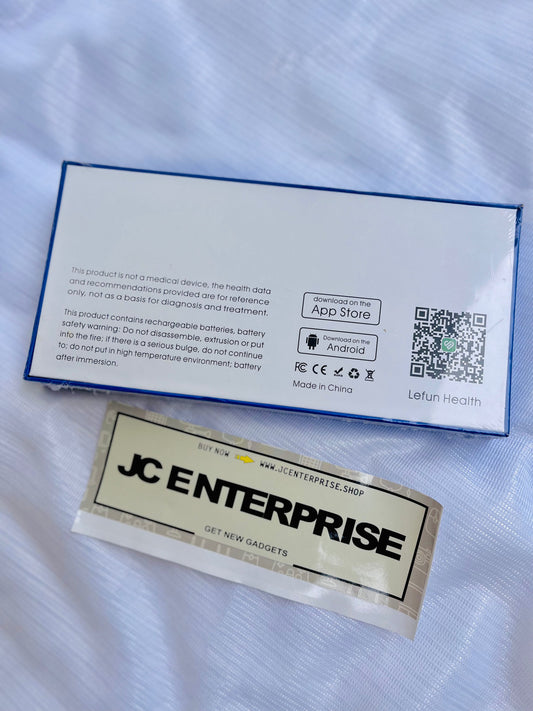 This product is not a medical device, the health data
and recommendations provided are for reference
only, not as a basis for diagnosis and treatment.
This product contains rechargeable batteries, battery
safety warning: Do not disassemble, extrusion or put
into the fire; if there is a serious bulge, do not continue
to; do not put in high temperature environment; battery
after immersion.
download on the
App Store
Download on the
Android
FC CE
Made in China
Lefun Health
BUY NOW WWW.JCENTERPRISE.SHOP
JC ENTERPRISE
GET NEW GADGETS